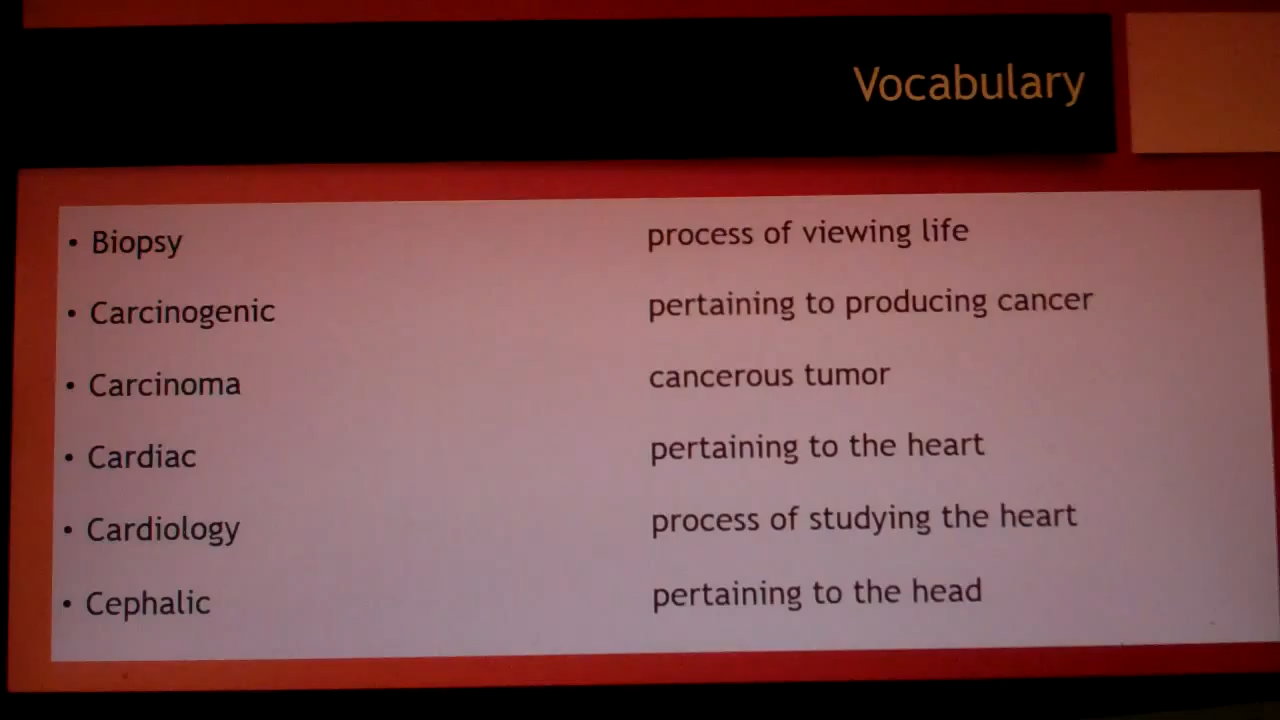 Vocabulary
• Biopsy process of viewing life
• Carcinogenic pertaining to producing cancer
• Carcinoma cancerous tumor
• Cardiac pertaining to the heart
• Cardiology process of studying the heart
• Cephalic pertaining to the head